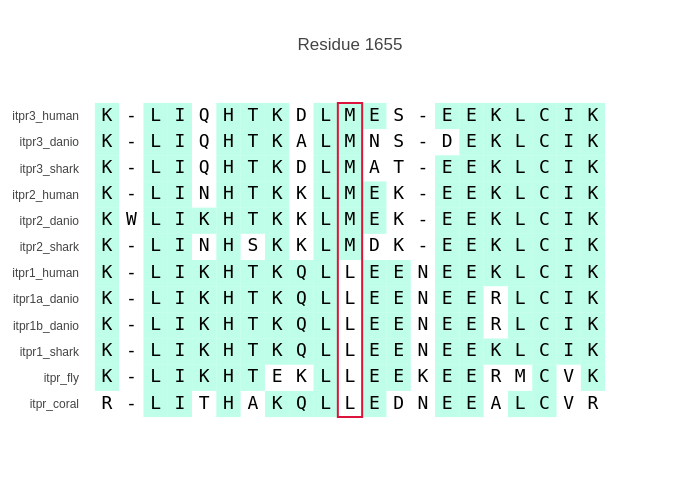 Residue 1655
itpr3_human K - L I Q H T K D L M E S - E E K L C I K
itpr3_danio K - L I Q H T K A L M N S - D E K L C I K
itpr3_shark K - L I Q H T K D L M A T - E E K L C I K
itpr2_human K - L I N H T K K L M E K - E E K L C I K
itpr2_danio K W L I K H T K K L M E K - E E K L C I K
itpr2_shark K - L I N H S K K L M D K - E E K L C I K
itpr1_human K - L I K H T K Q L L E E N E E K L C I K
itpr1a_danio K - L I K H T K Q L L E E N E E R L C I K
itpr1b_danio K - L I K H T K Q L L E E N E E R L C I K
itpr1_shark K - L I K H T K Q L L E E N E E K L C I K
itpr_fly K - L I K H T E K L L E E K E E R M C V K
itpr_coral R - L I T H A K Q L L E D N E E A L C V R